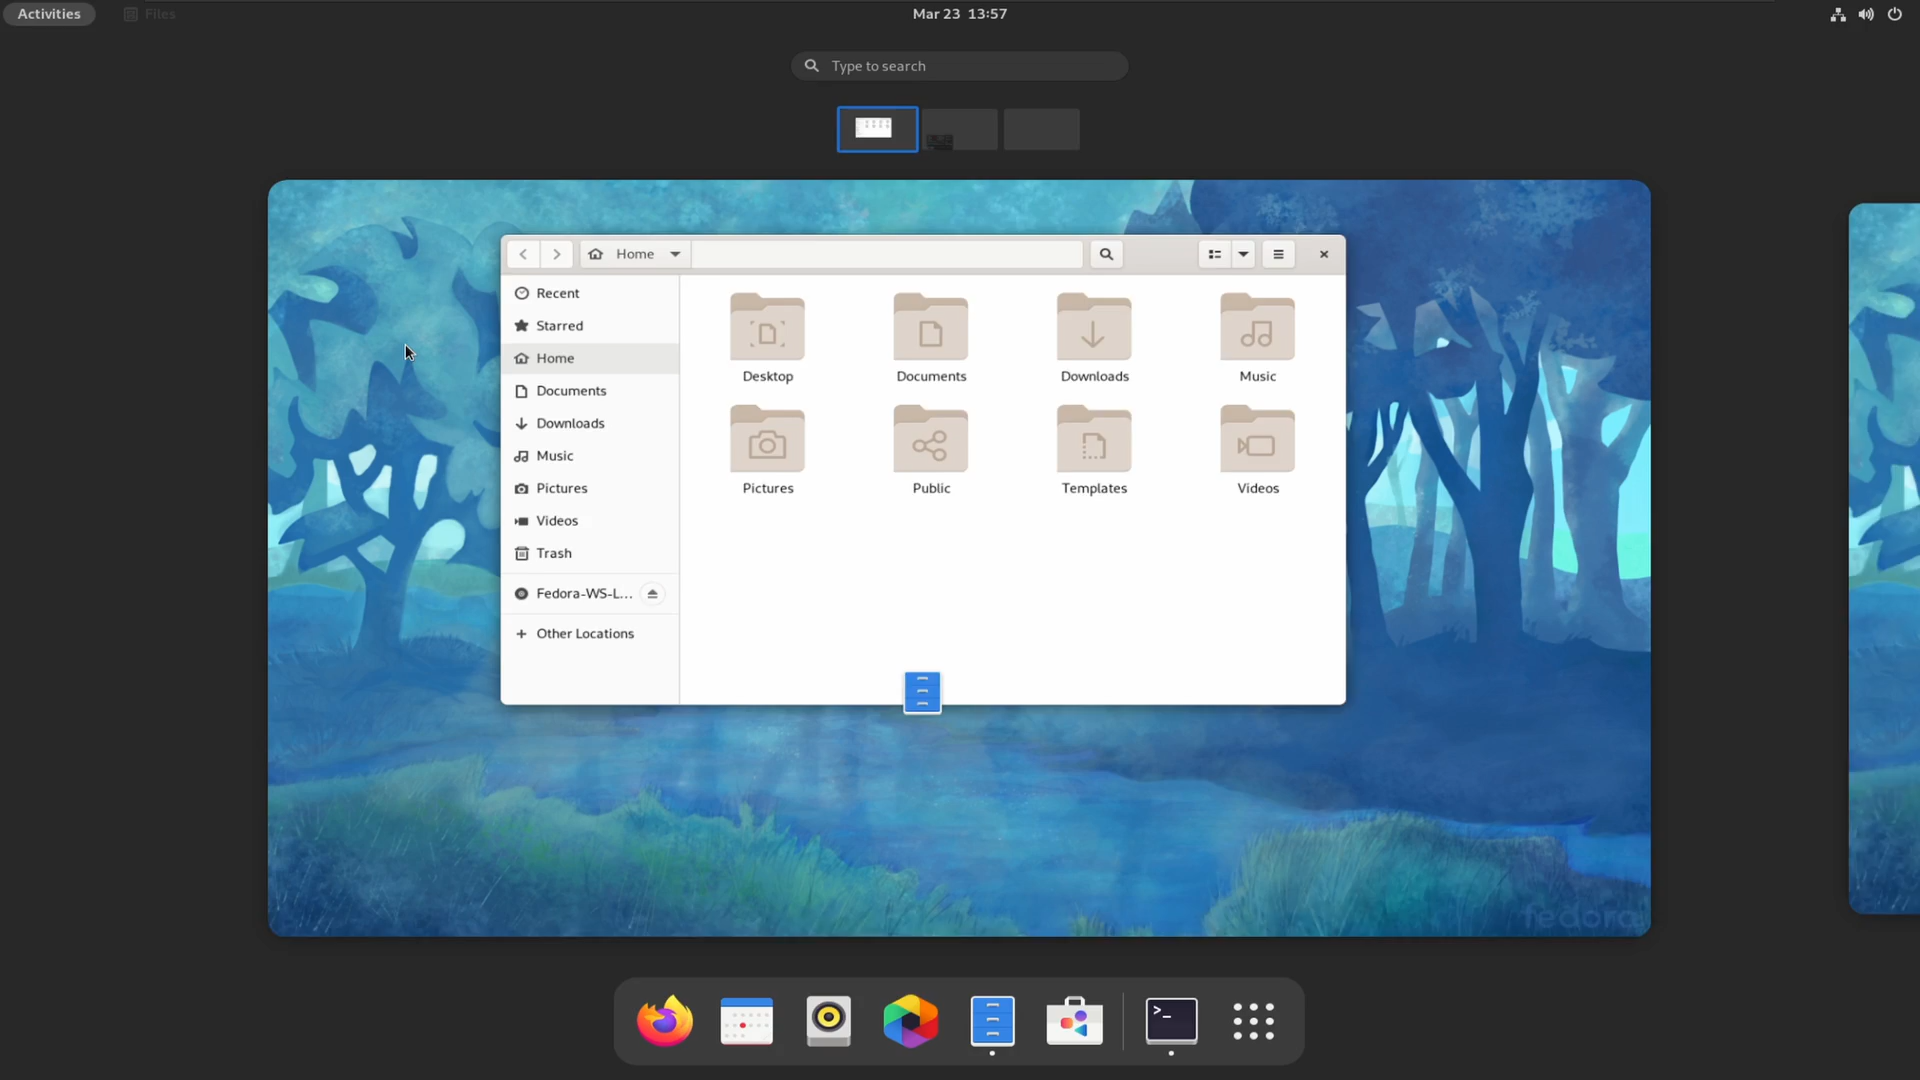 Activities
Files
Mar 23 13:57
Type to search
Home
Recent
Starred
Home
Documents
Downloads
Music
Pictures
Videos
Trash
Fedora-WS-L...
Other Locations
Desktop
Documents
Downloads
Music
Pictures
Public
Templates
Videos
fedora
>_